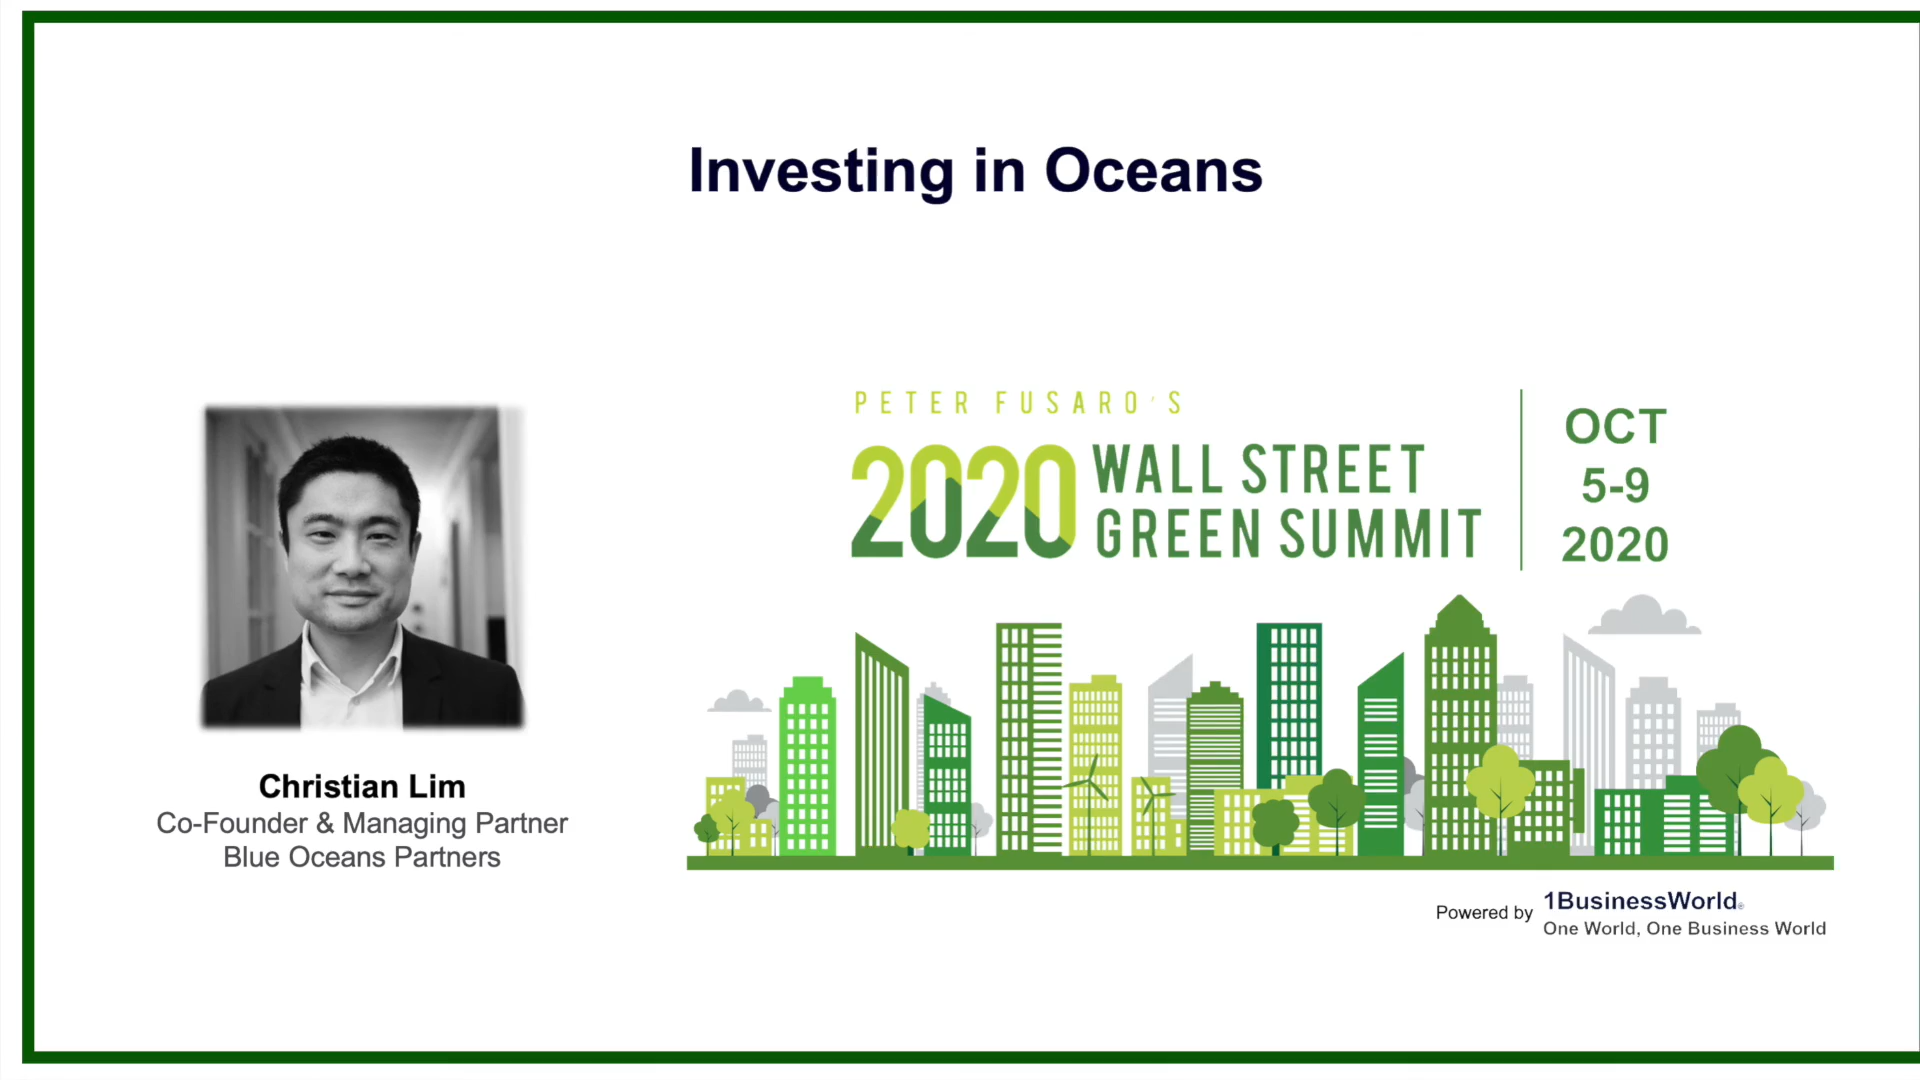 Investing in Oceans
PETER FUSARO'S
2020 WALL STREET
GREEN SUMMIT
OCT
5-9
2020
Christian Lim
Co-Founder & Managing Partner
Blue Oceans Partners
Powered by 1BusinessWorld®
One World, One Business World